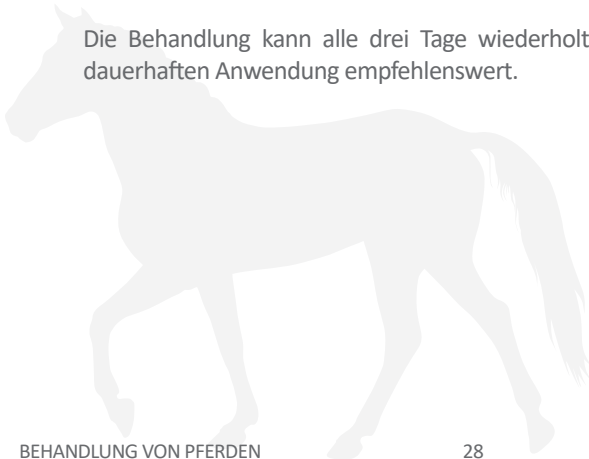 Die Behandlung kann alle drei Tage wiederholt
dauerhaften Anwendung empfehlenswert.
BEHANDLUNG VON PFERDEN 28